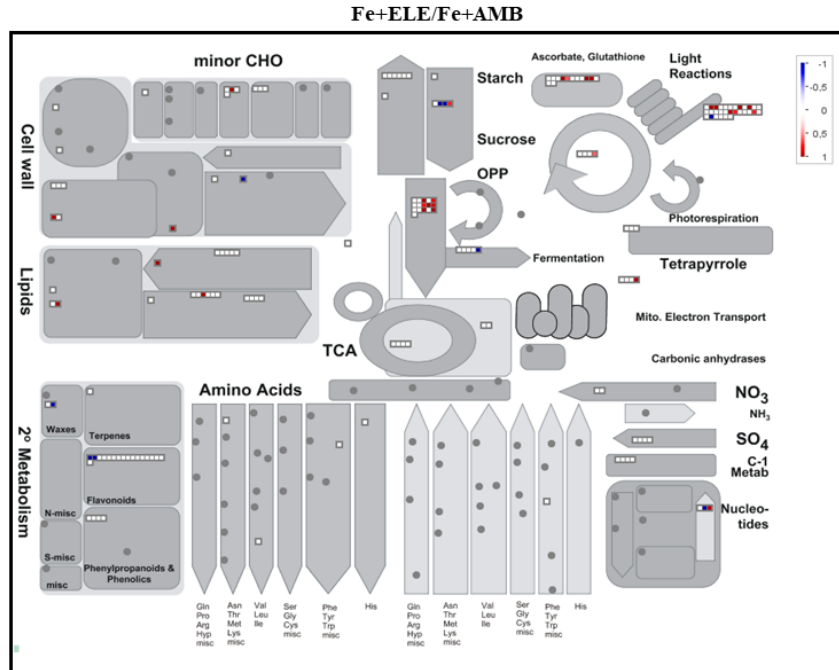 Fe+ELE/Fe+AMB
minor CHO
Cell wall
Lipids
Starch
Sucrose
OPP
Ascorbate, Glutathione
Light
Reactions
-1
-0,5
0
0,5
1
Photorespiration
Tetrapyrrole
Fermentation
Mito. Electron Transport
TCA
Carbonic anhydrases
Amino Acids
NO3
NH3
SO4
C-1
Metab
Nucleo-
tides
2º Metabolism
Waxes
Terpenes
Flavonoids
N-misc
S-misc
misc
Phenylpropanoids &
Phenolics
Gln
Pro
Arg
Hyp
misc
Asn
Thr
Met
Lys
misc
Val
Leu
Ile
Ser
Gly
Cys
misc
Phe
Tyr
Trp
misc
His
Gln
Pro
Arg
Hyp
misc
Asn
Thr
Met
Lys
misc
Val
Leu
Ile
Ser
Gly
Cys
misc
Phe
Tyr
Trp
misc
His